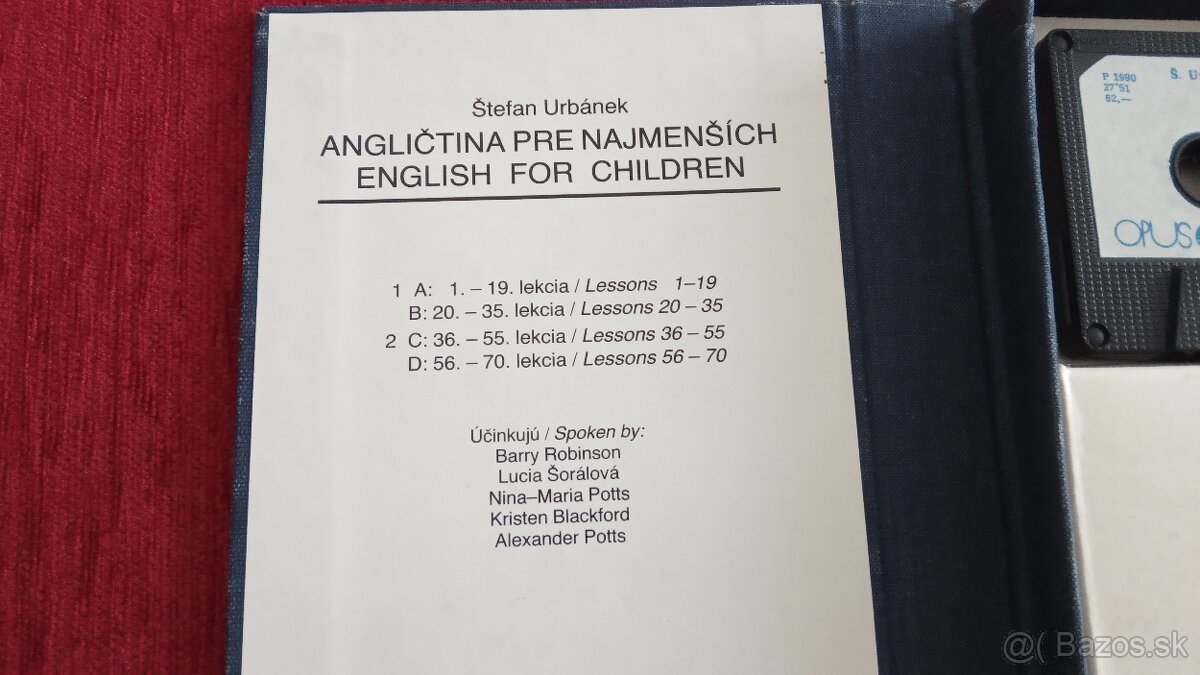 Štefan Urbánek
ANGLIČTINA PRE NAJMENŠÍCH
ENGLISH FOR CHILDREN
1 A: 1. – 19. lekcia / Lessons 1–19
B: 20. – 35. lekcia / Lessons 20 – 35
2 C: 36. – 55. lekcia / Lessons 36 – 55
D: 56. – 70. lekcia / Lessons 56 – 70
Účinkujú / Spoken by:
Barry Robinson
Lucia Šorálová
Nina–Maria Potts
Kristen Blackford
Alexander Potts
P 1990
27'51
62,—
Š. U
OPUS
@( Bazos.sk